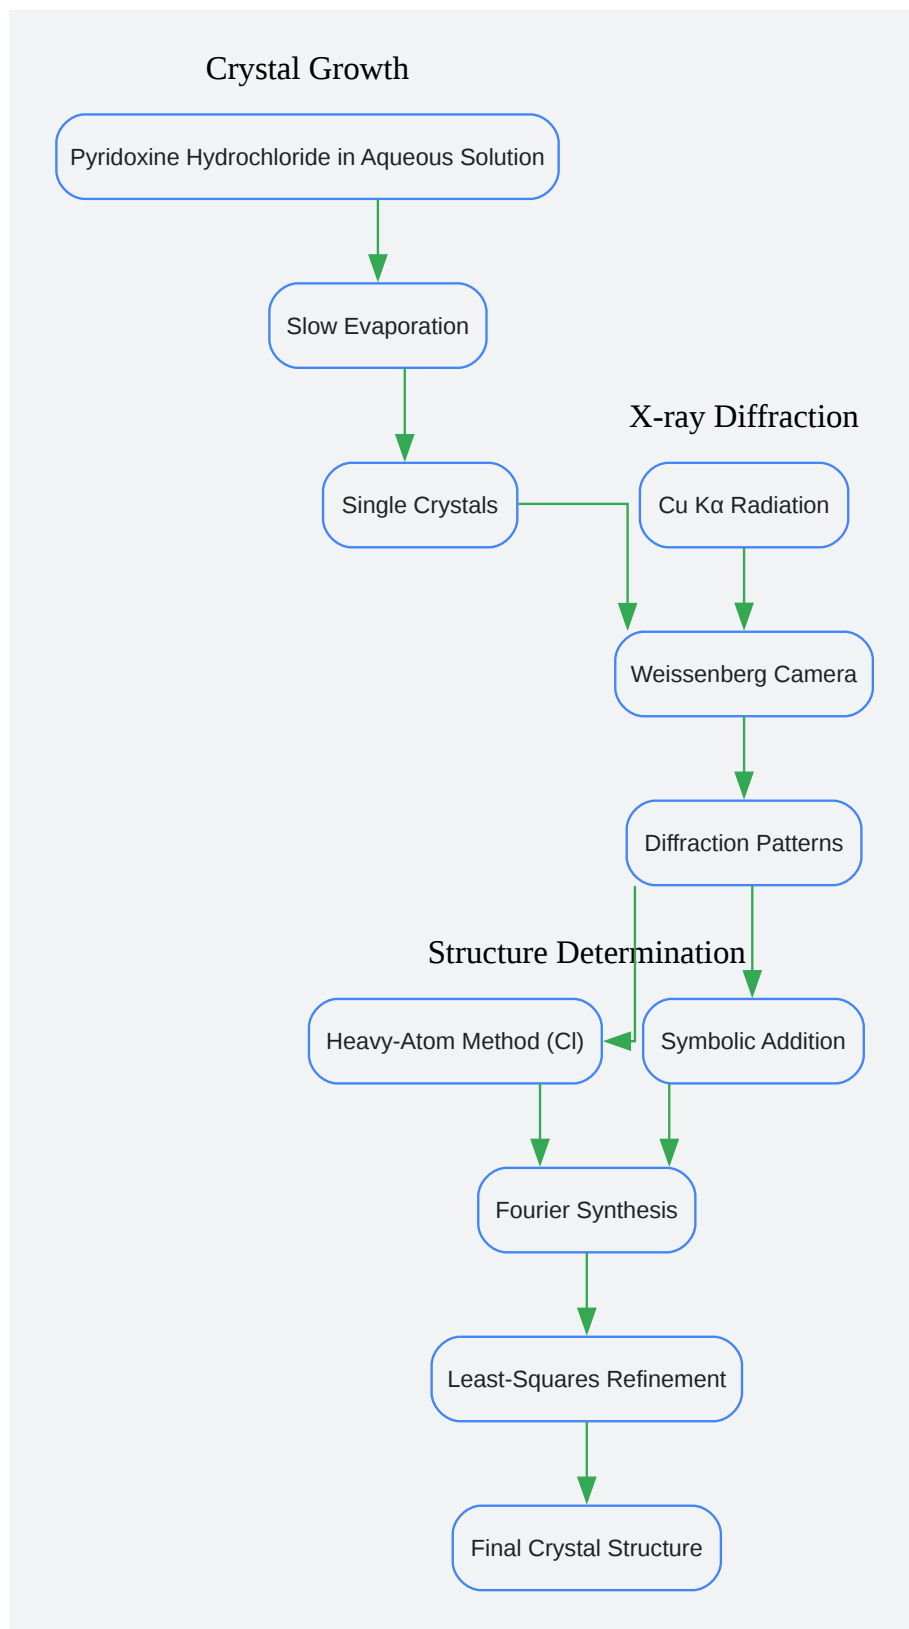 Crystal Growth
Pyridoxine Hydrochloride in Aqueous Solution
Slow Evaporation
Single Crystals
X-ray Diffraction
Cu Kα Radiation
Weissenberg Camera
Diffraction Patterns
Structure Determination
Heavy-Atom Method (Cl)
Symbolic Addition
Fourier Synthesis
Least-Squares Refinement
Final Crystal Structure